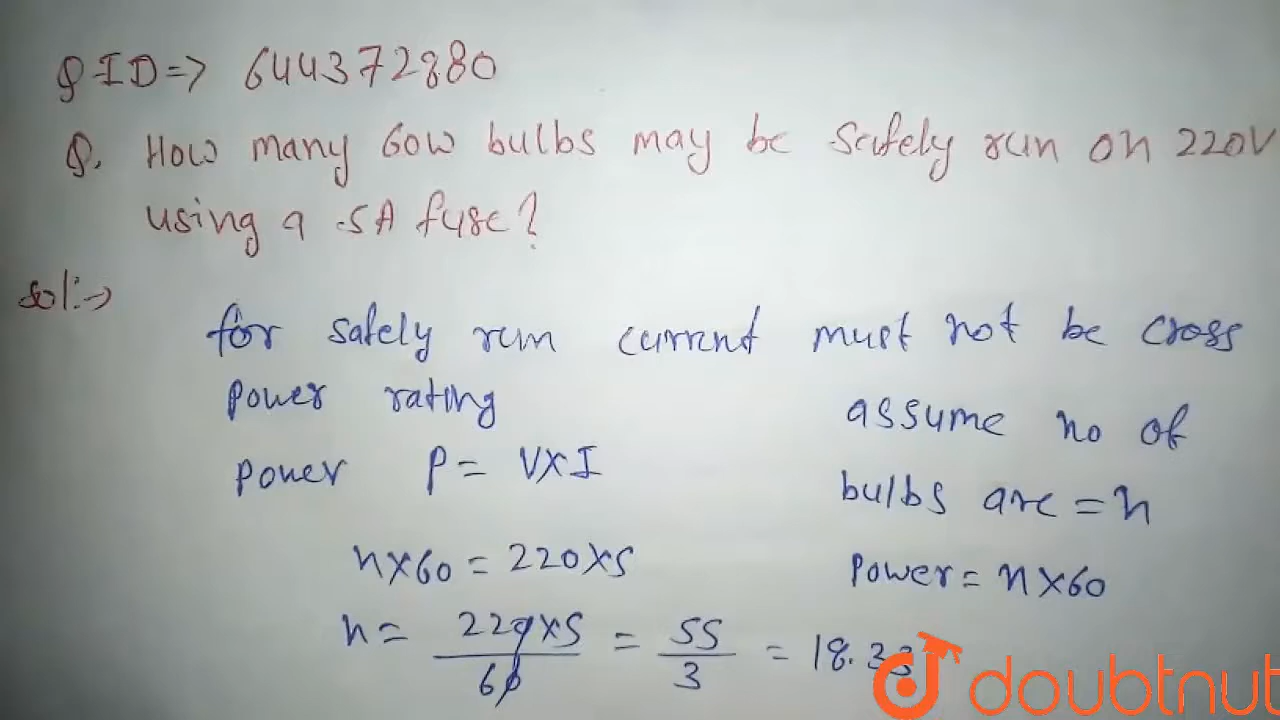 Q-ID => 644372880
Q. How many 60W bulbs may be safely run on 220V
using a 5A fuse?
Sol:->
for safely run current must not be cross
power rating
assume no of
power P = V×I
bulbs are = n
n×60 = 220×5
Power = n×60
n = 220×5/60 = 55/3 = 18.33
doubtnut